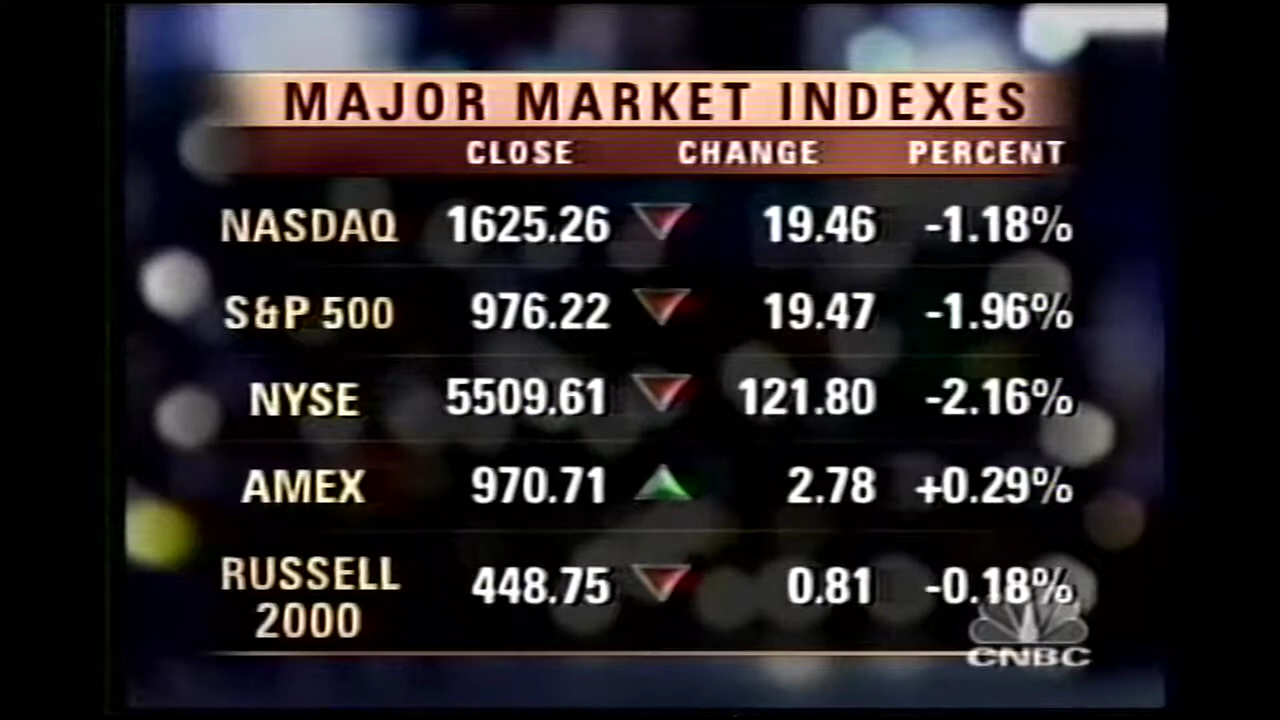 MAJOR MARKET INDEXES
CLOSE CHANGE PERCENT
NASDAQ 1625.26 19.46 -1.18%
S&P 500 976.22 19.47 -1.96%
NYSE 5509.61 121.80 -2.16%
AMEX 970.71 2.78 +0.29%
RUSSELL 2000 448.75 0.81 -0.18%
CNBC